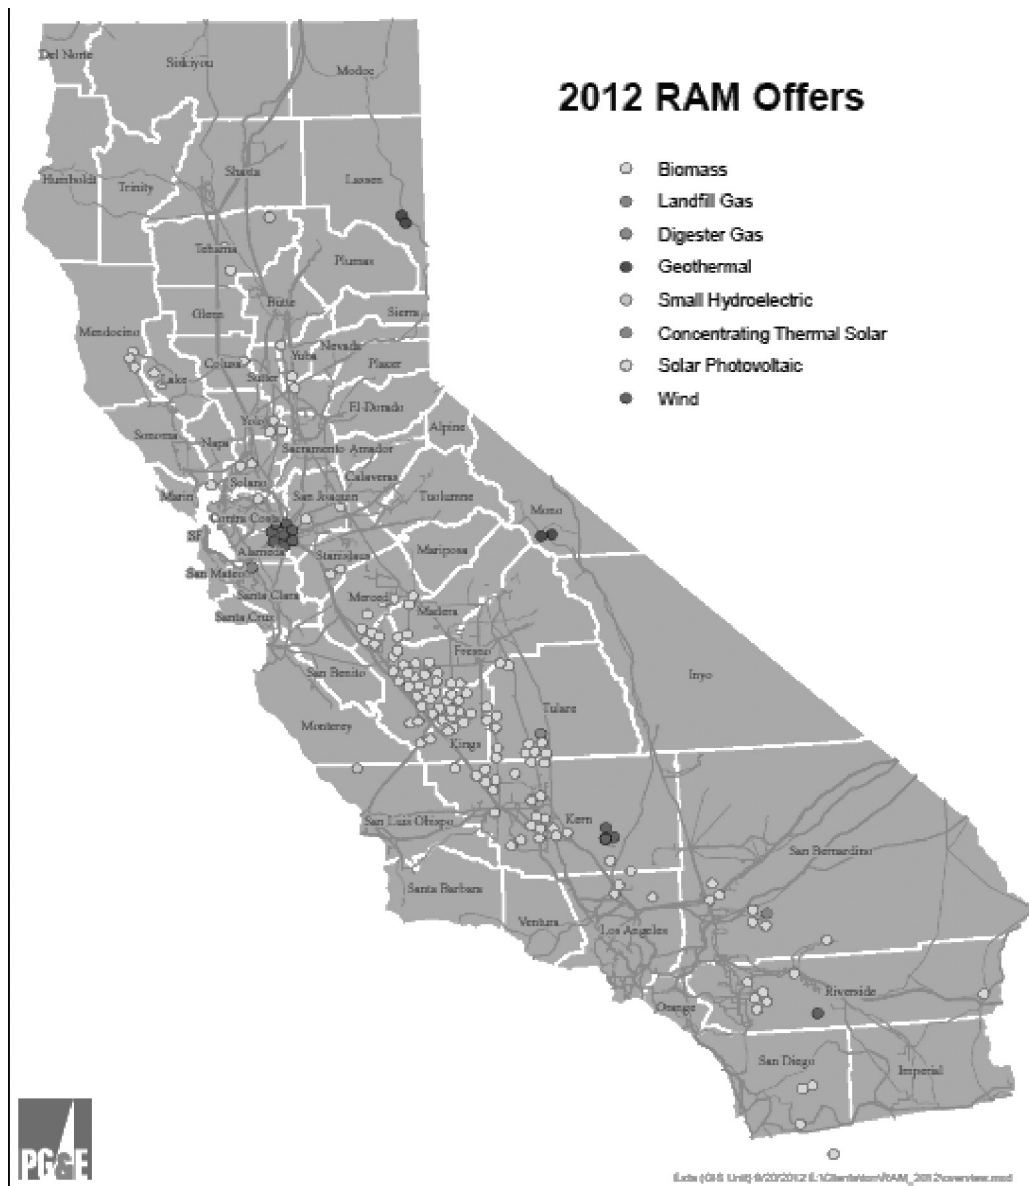 2012 RAM Offers
Biomass
Landfill Gas
Digester Gas
Geothermal
Small Hydroelectric
Concentrating Thermal Solar
Solar Photovoltaic
Wind
Del Norte
Siskiyou
Modoc
Humboldt
Trinity
Shasta
Lassen
Tehama
Plumas
Glenn
Butte
Sierra
Mendocino
Lake
Colusa
Sutter
Yuba
Nevada
Placer
El-Dorado
Sonoma
Napa
Yolo
Sacramento
Amador
Alpine
Calaveras
Marin
Solano
San Joaquin
Tuolumne
Mono
Contra Costa
SF
Alameda
Stanislaus
Mariposa
San Mateo
Santa Clara
Merced
Madera
Santa Cruz
San Benito
Fresno
Inyo
Monterey
Tulare
Kings
San Luis Obispo
Kern
San Bernardino
Santa Barbara
Ventura
Los Angeles
Orange
Riverside
San Diego
Imperial
PG&E